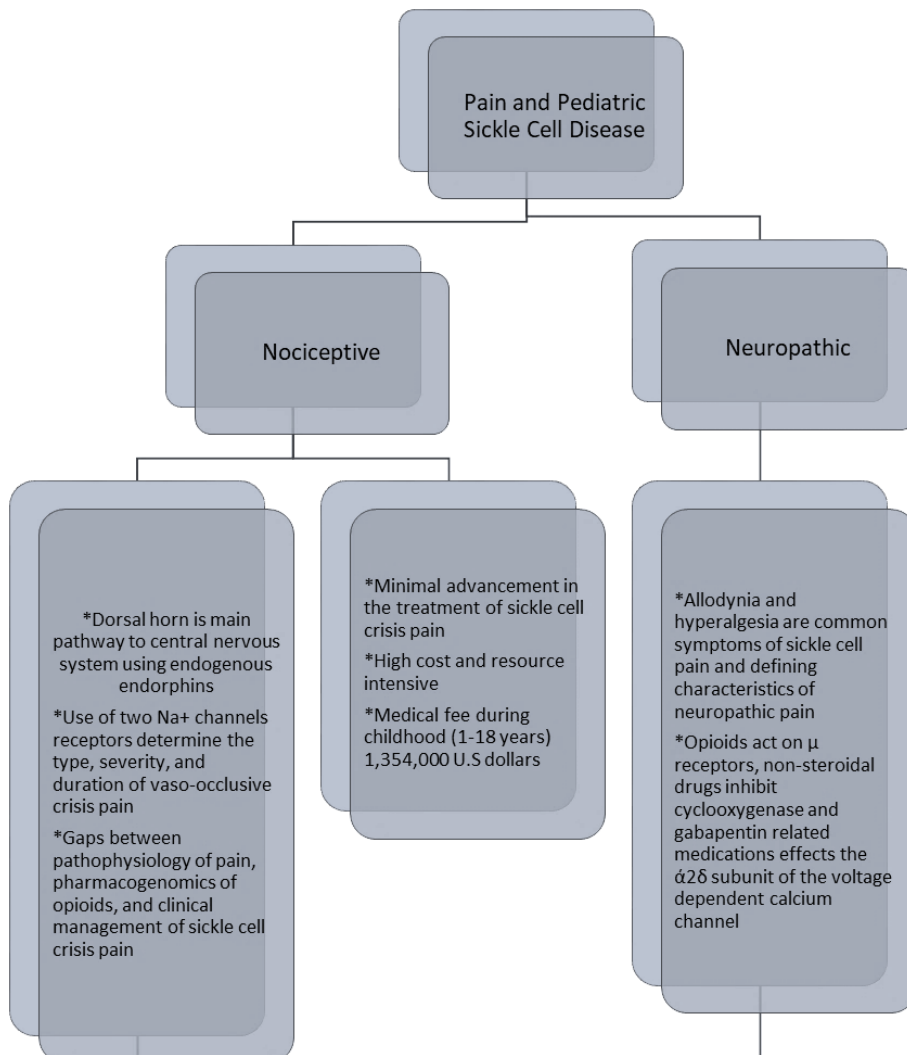 Pain and Pediatric
Sickle Cell Disease
Nociceptive
Neuropathic
*Dorsal horn is main
pathway to central nervous
system using endogenous
endorphins
*Use of two Na+ channels
receptors determine the
type, severity, and
duration of vaso-occlusive
crisis pain
*Gaps between
pathophysiology of pain,
pharmacogenomics of
opioids, and clinical
management of sickle cell
crisis pain
*Minimal advancement in
the treatment of sickle cell
crisis pain
*High cost and resource
intensive
*Medical fee during
childhood (1-18 years)
1,354,000 U.S dollars
*Allodynia and
hyperalgesia are common
symptoms of sickle cell
pain and defining
characteristics of
neuropathic pain
*Opioids act on μ
receptors, non-steroidal
drugs inhibit
cyclooxygenase and
gabapentin related
medications effects the
ά2δ subunit of the voltage
dependent calcium
channel